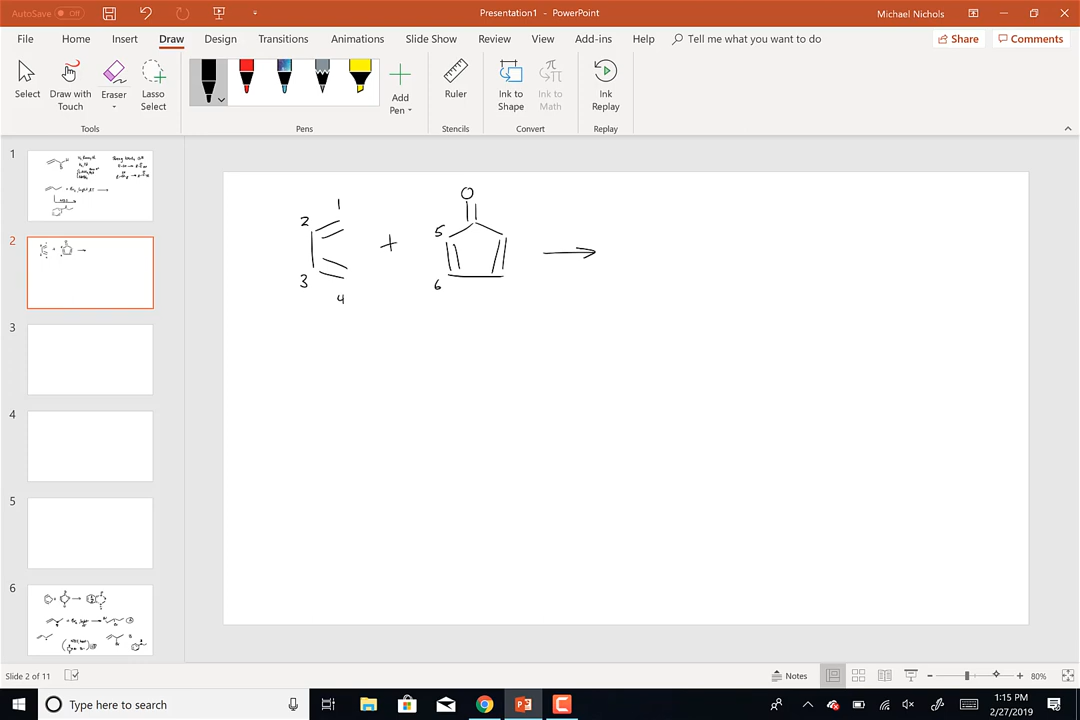 AutoSave Off
Presentation1 - PowerPoint
Michael Nichols
File Home Insert Draw Design Transitions Animations Slide Show Review View Add-ins Help Tell me what you want to do
Share Comments
Select
Draw with Touch
Eraser
Lasso Select
Add Pen
Ruler
Ink to Shape
Ink to Math
Ink Replay
Tools Pens Stencils Convert Replay
1
2
3
4
5
6
O
1
2
5
+
3
6
4
Slide 2 of 11
Notes
80%
Type here to search
1:15 PM
2/27/2019